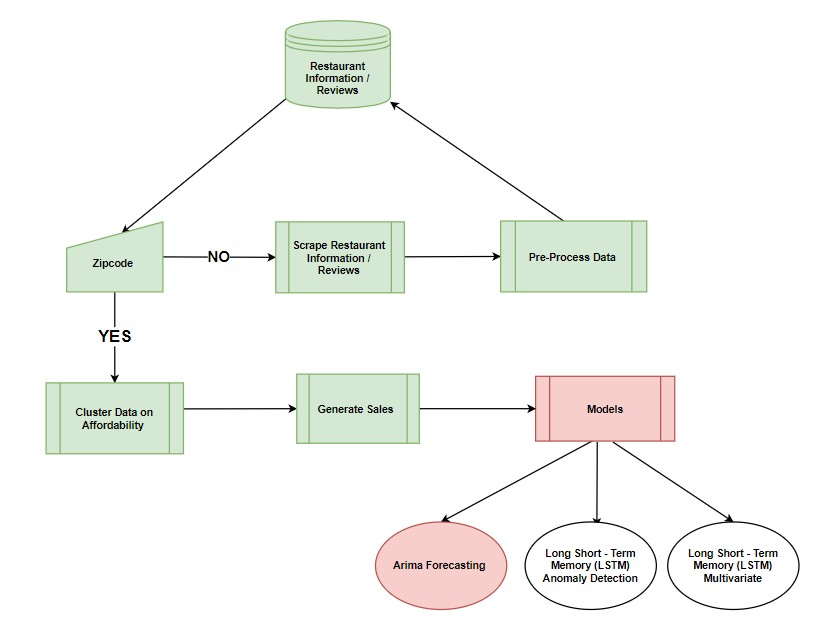 Restaurant
Information /
Reviews
Zipcode
NO
Scrape Restaurant
Information /
Reviews
Pre-Process Data
YES
Cluster Data on
Affordability
Generate Sales
Models
Arima Forecasting
Long Short - Term
Memory (LSTM)
Anomaly Detection
Long Short - Term
Memory (LSTM)
Multivariate